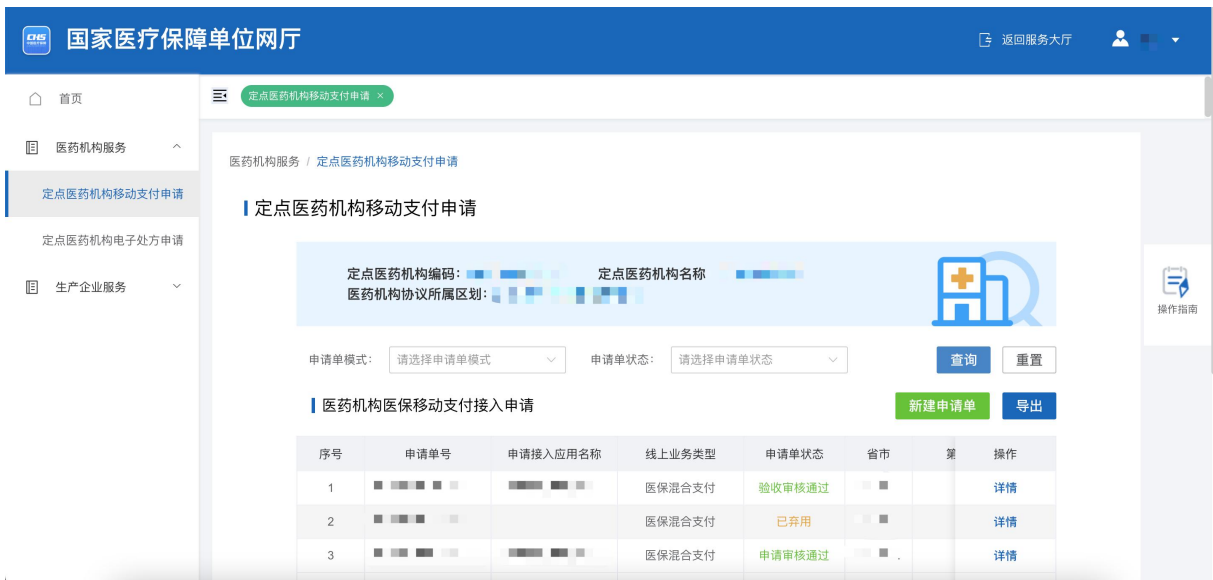 CHS 国家医疗保障单位网厅 返回服务大厅
首页
定点医药机构移动支付申请 ×
医药机构服务
定点医药机构移动支付申请
定点医药机构电子处方申请
生产企业服务
医药机构服务 / 定点医药机构移动支付申请
定点医药机构移动支付申请
定点医药机构编码: 定点医药机构名称
医药机构协议所属区划:
操作指南
申请单模式: 请选择申请单模式 申请单状态: 请选择申请单状态 查询 重置
医药机构医保移动支付接入申请 新建申请单 导出
序号 申请单号 申请接入应用名称 线上业务类型 申请单状态 省市 操作
1 医保混合支付 验收审核通过 详情
2 医保混合支付 已弃用 详情
3 医保混合支付 申请审核通过 详情